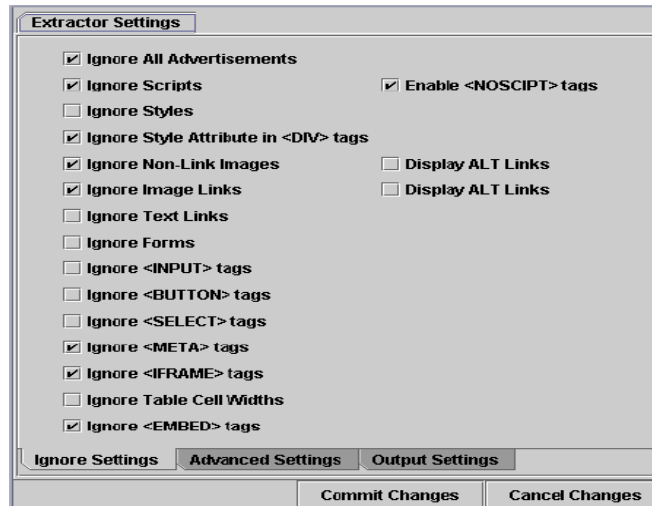 Extractor Settings
Ignore All Advertisements
Ignore Scripts Enable <NOSCIPT> tags
Ignore Styles
Ignore Style Attribute in <DIV> tags
Ignore Non-Link Images Display ALT Links
Ignore Image Links Display ALT Links
Ignore Text Links
Ignore Forms
Ignore <INPUT> tags
Ignore <BUTTON> tags
Ignore <SELECT> tags
Ignore <META> tags
Ignore <IFRAME> tags
Ignore Table Cell Widths
Ignore <EMBED> tags
Ignore Settings Advanced Settings Output Settings
Commit Changes Cancel Changes